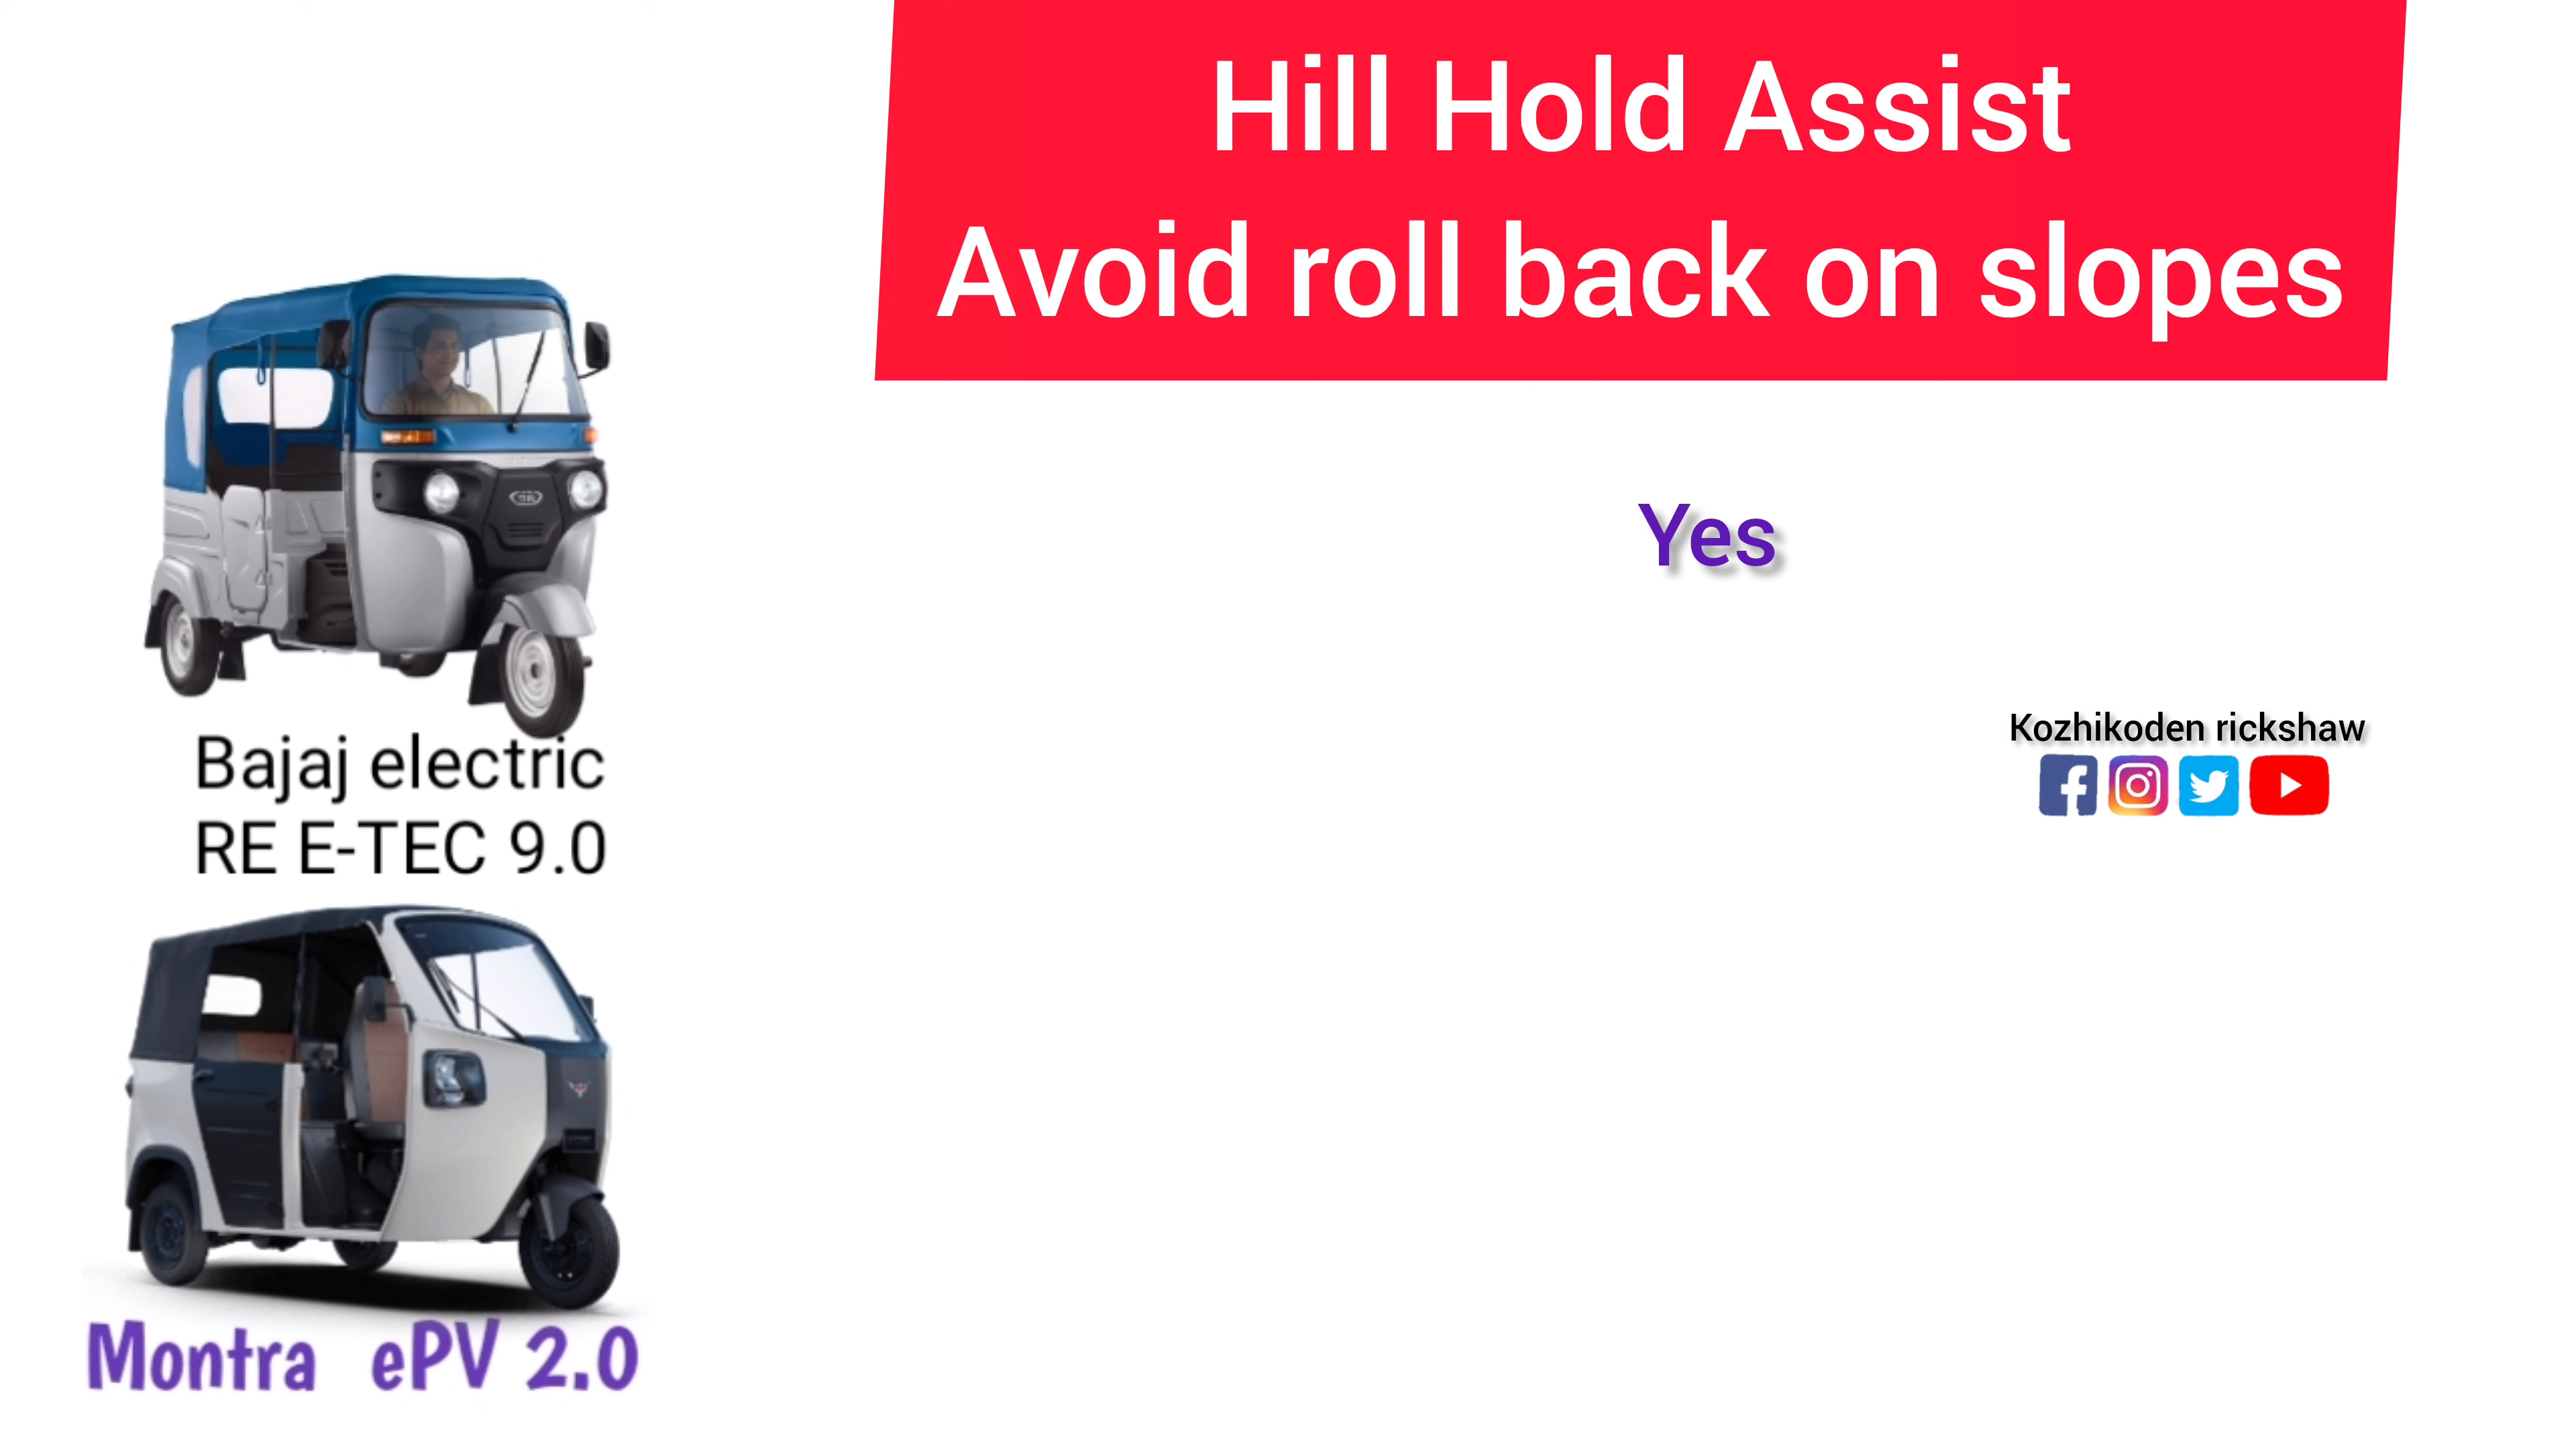 Hill Hold Assist
Avoid roll back on slopes
Yes
Kozhikoden rickshaw
Bajaj electric
RE E-TEC 9.0
Montra ePV 2.0